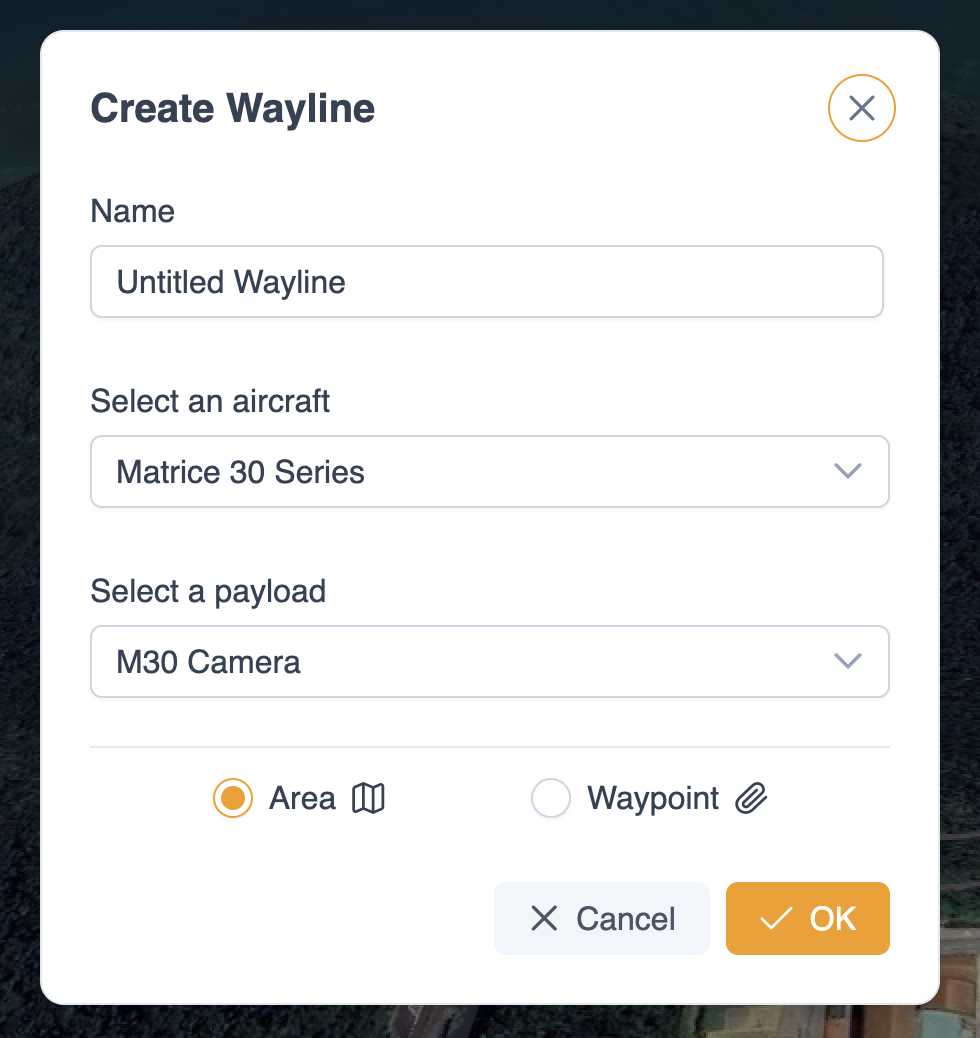 Create Wayline
Name
Untitled Wayline
Select an aircraft
Matrice 30 Series
Select a payload
M30 Camera
Area
Waypoint
Cancel
OK